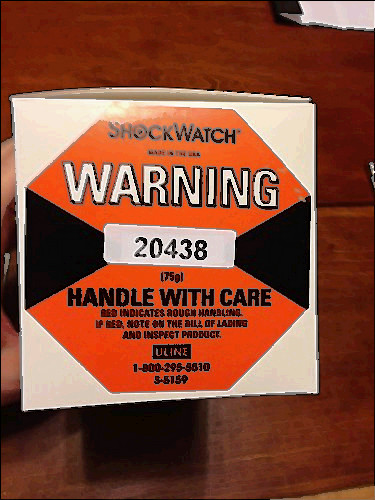 SHOCKWATCH
MADE IN THE USA
WARNING
20438
(75g)
HANDLE WITH CARE
RED INDICATES ROUGH HANDLING.
IF RED, NOTE ON THE BILL OF LADING
AND INSPECT PRODUCT.
ULINE
1-800-295-5510
S-5159